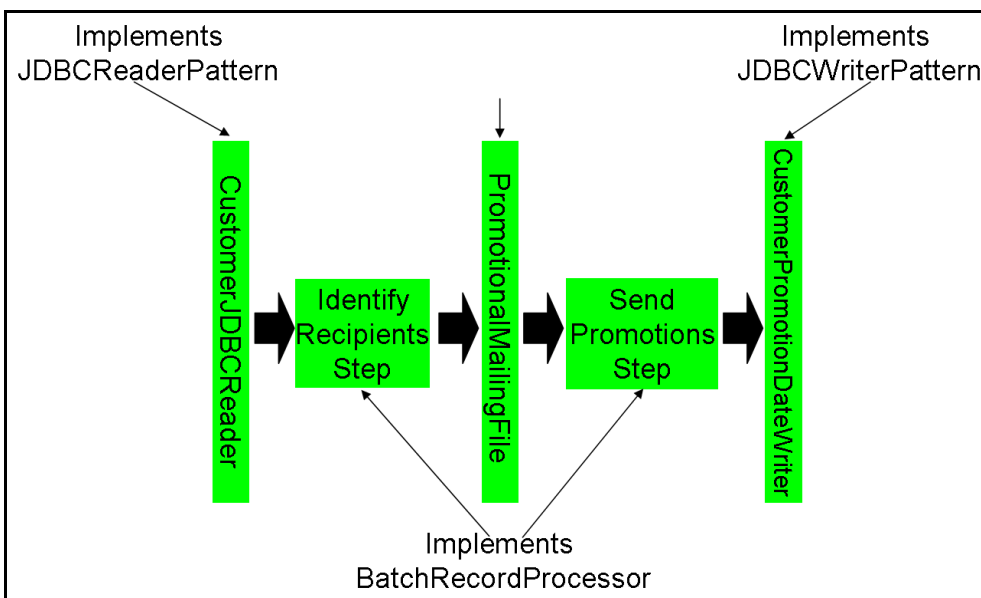 Implements
JDBCReaderPattern
Implements
JDBCWriterPattern
CustomerJDBCReader
Identify
Recipients
Step
PromotionalMailingFile
Send
Promotions
Step
CustomerPromotionDateWriter
Implements
BatchRecordProcessor